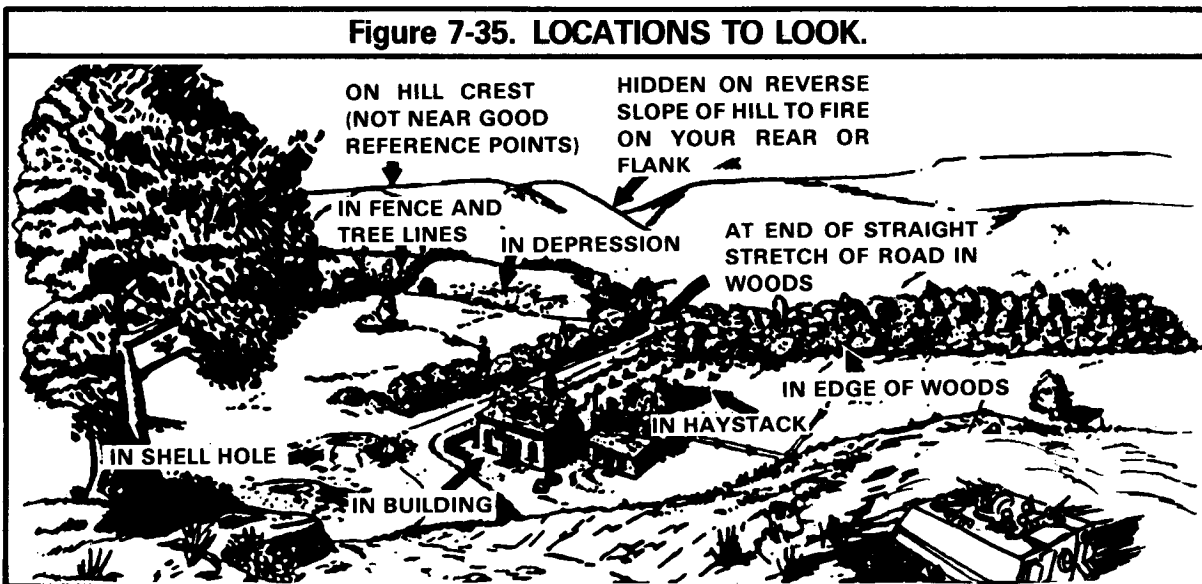 Figure 7-35. LOCATIONS TO LOOK.
ON HILL CREST
(NOT NEAR GOOD
REFERENCE POINTS)
HIDDEN ON REVERSE
SLOPE OF HILL TO FIRE
ON YOUR REAR OR
FLANK
IN FENCE AND
TREE LINES
IN DEPRESSION
AT END OF STRAIGHT
STRETCH OF ROAD IN
WOODS
IN EDGE OF WOODS
IN HAYSTACK
IN SHELL HOLE
IN BUILDING